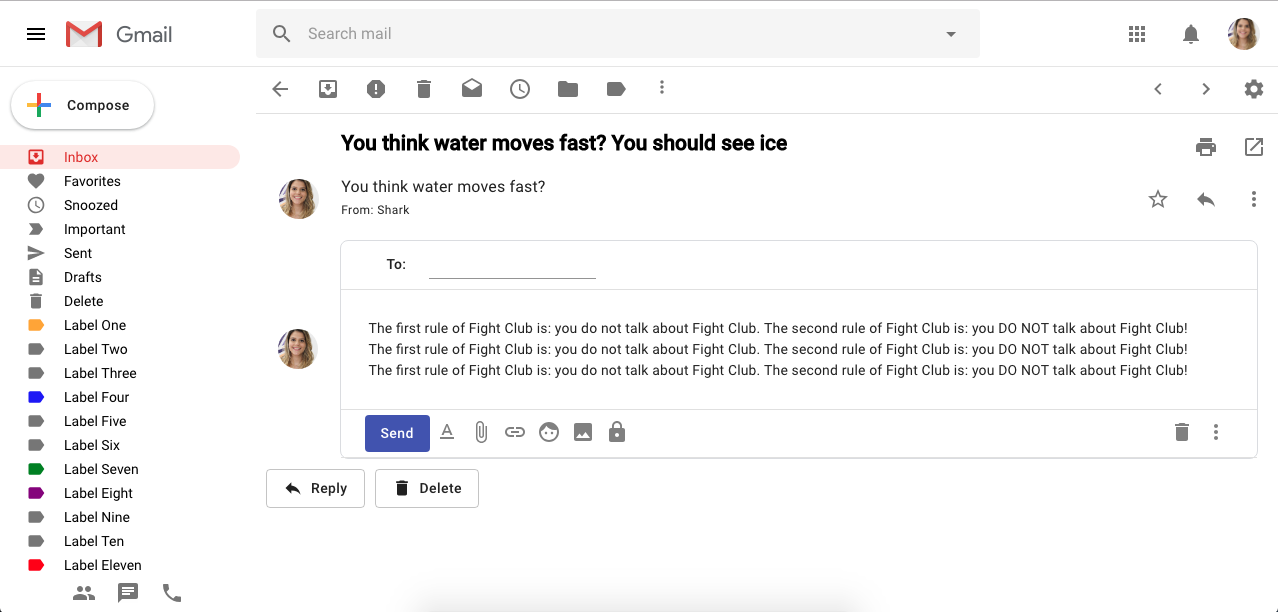 Gmail
Search mail
Compose
Inbox
Favorites
Snoozed
Important
Sent
Drafts
Delete
Label One
Label Two
Label Three
Label Four
Label Five
Label Six
Label Seven
Label Eight
Label Nine
Label Ten
Label Eleven
You think water moves fast? You should see ice
You think water moves fast?
From: Shark
To:
The first rule of Fight Club is: you do not talk about Fight Club. The second rule of Fight Club is: you DO NOT talk about Fight Club!
The first rule of Fight Club is: you do not talk about Fight Club. The second rule of Fight Club is: you DO NOT talk about Fight Club!
The first rule of Fight Club is: you do not talk about Fight Club. The second rule of Fight Club is: you DO NOT talk about Fight Club!
Send
Reply
Delete